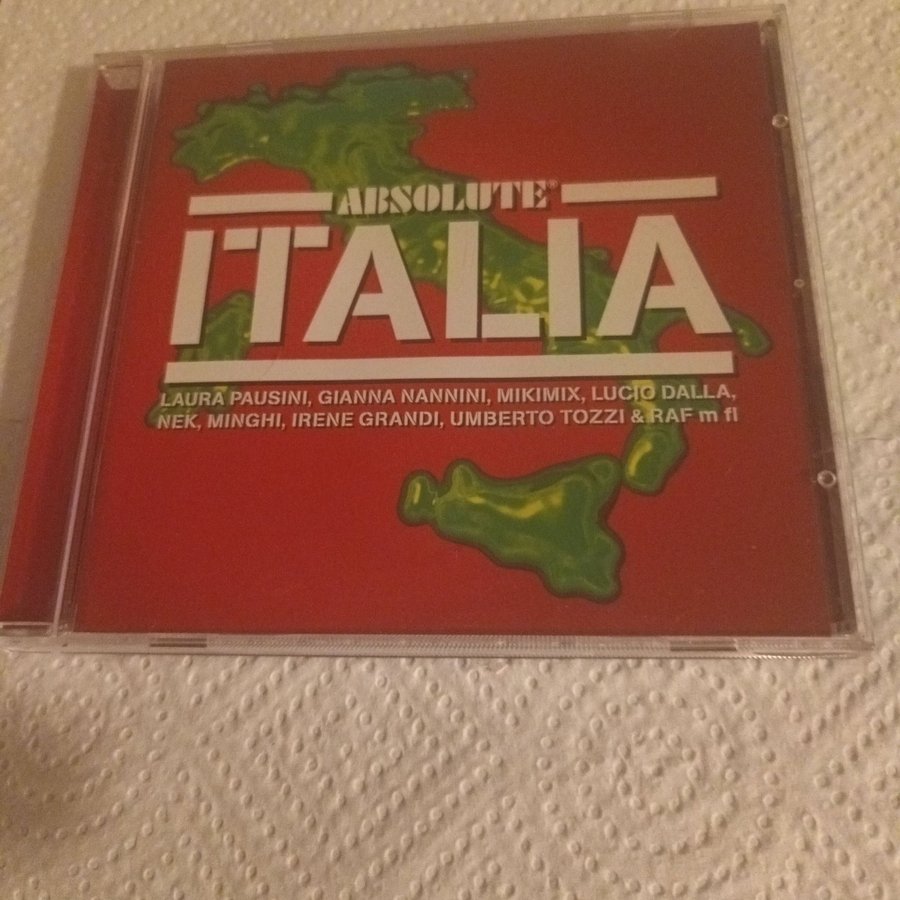 ABSOLUTE®
ITALIA
LAURA PAUSINI, GIANNA NANNINI, MIKIMIX, LUCIO DALLA,
NEK, MINGHI, IRENE GRANDI, UMBERTO TOZZI & RAF m fl